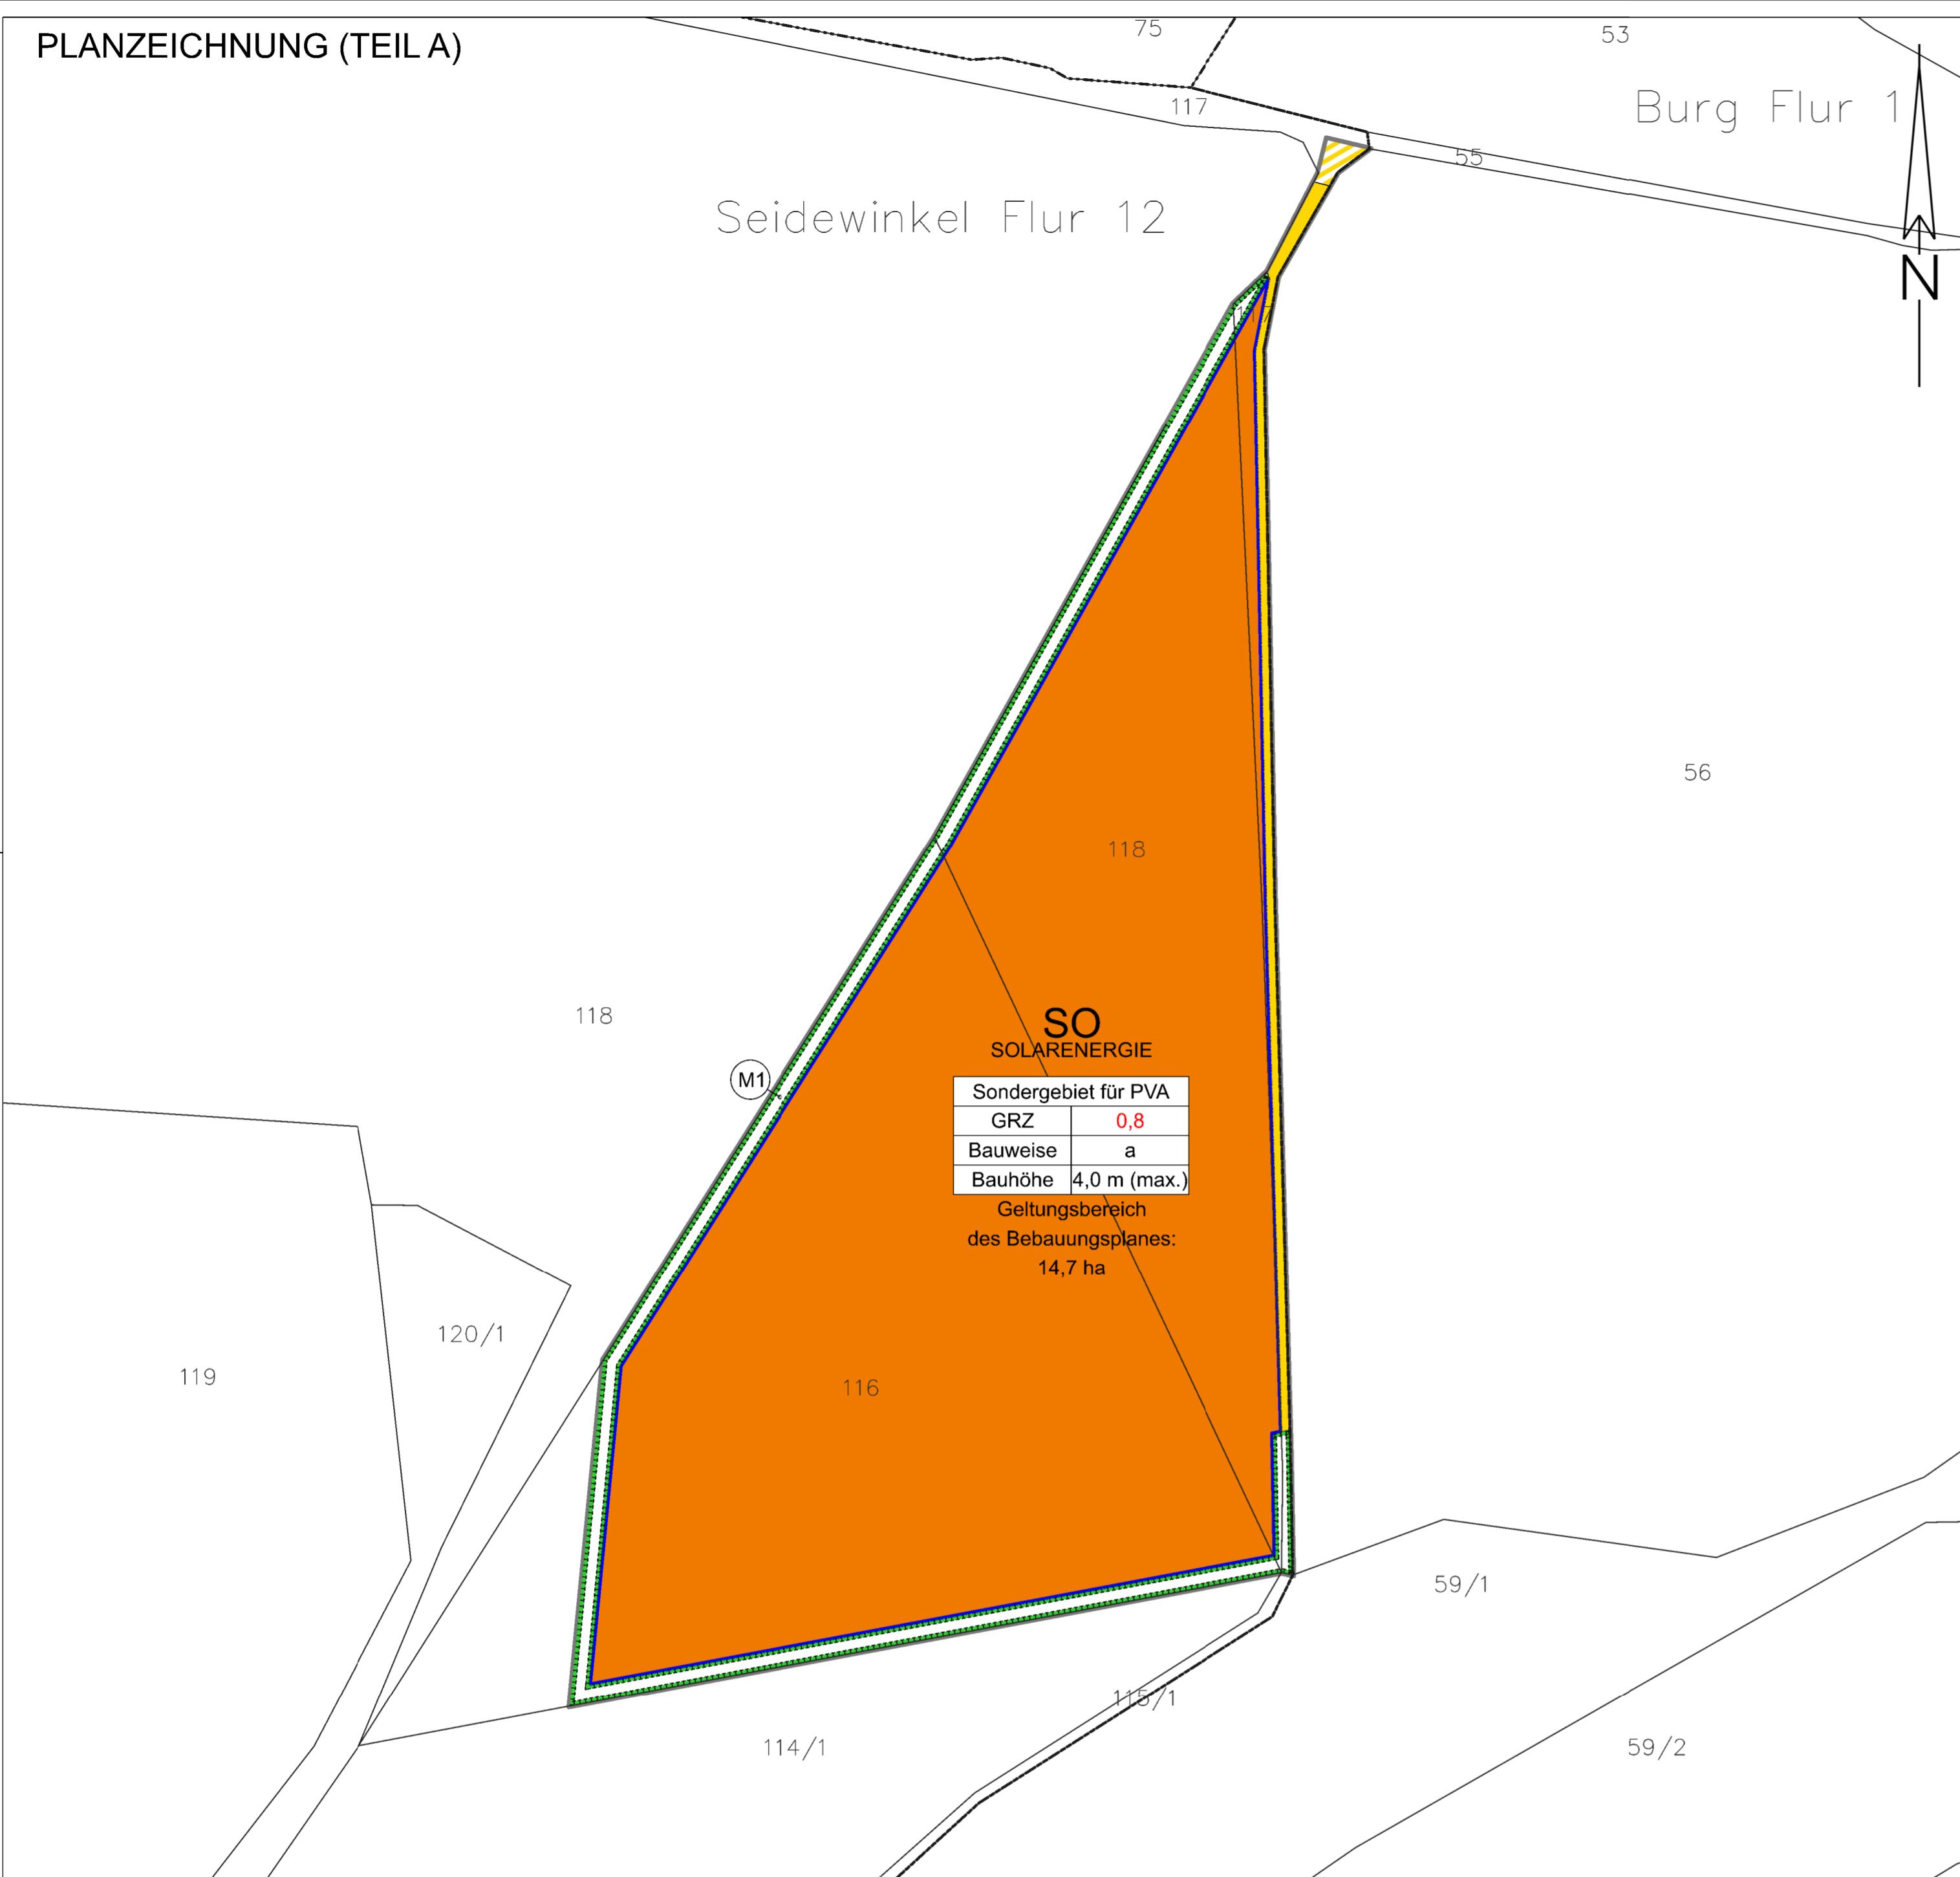 PLANZEICHNUNG (TEIL A)
75
53
117
Burg Flur 1
55
Seidewinkel Flur 12
N
56
118
118
SO
SOLARENERGIE
M1
Sondergebiet für PVA
GRZ 0,8
Bauweise a
Bauhöhe 4,0 m (max.)
Geltungsbereich
des Bebauungsplanes:
14,7 ha
120/1
119
116
59/1
115/1
114/1
59/2